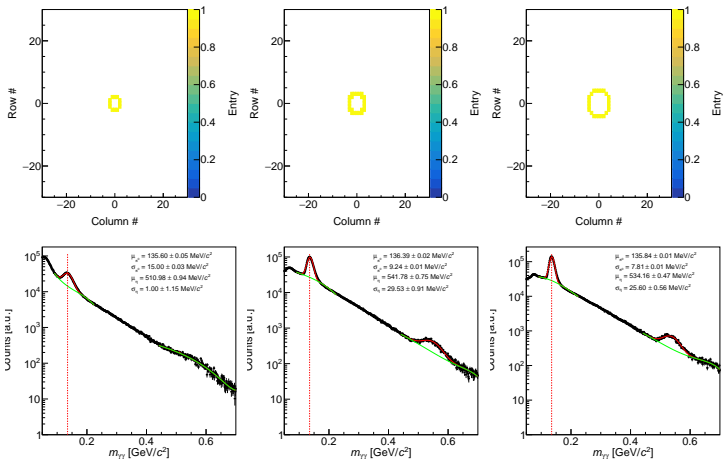 20
0
−20
Row #
−20
0
20
Column #
1
0.8
0.6
0.4
0.2
0
Entry
20
0
−20
Row #
−20
0
20
Column #
1
0.8
0.6
0.4
0.2
0
Entry
20
0
−20
Row #
−20
0
20
Column #
1
0.8
0.6
0.4
0.2
0
Entry
10⁵
10⁴
10³
10²
10
1
Counts [a.u.]
μπ⁰ = 135.60 ± 0.05 MeV/c²
σπ⁰ = 15.00 ± 0.03 MeV/c²
μη = 510.98 ± 0.94 MeV/c²
ση = 1.00 ± 1.15 MeV/c²
0.2
0.4
0.6
mγγ [GeV/c²]
10⁵
10⁴
10³
10²
10
1
Counts [a.u.]
μπ⁰ = 136.39 ± 0.02 MeV/c²
σπ⁰ = 9.24 ± 0.01 MeV/c²
μη = 541.78 ± 0.75 MeV/c²
ση = 29.53 ± 0.91 MeV/c²
0.2
0.4
0.6
mγγ [GeV/c²]
10⁵
10⁴
10³
10²
10
1
Counts [a.u.]
μπ⁰ = 135.84 ± 0.01 MeV/c²
σπ⁰ = 7.81 ± 0.01 MeV/c²
μη = 534.16 ± 0.47 MeV/c²
ση = 25.60 ± 0.56 MeV/c²
0.2
0.4
0.6
mγγ [GeV/c²]